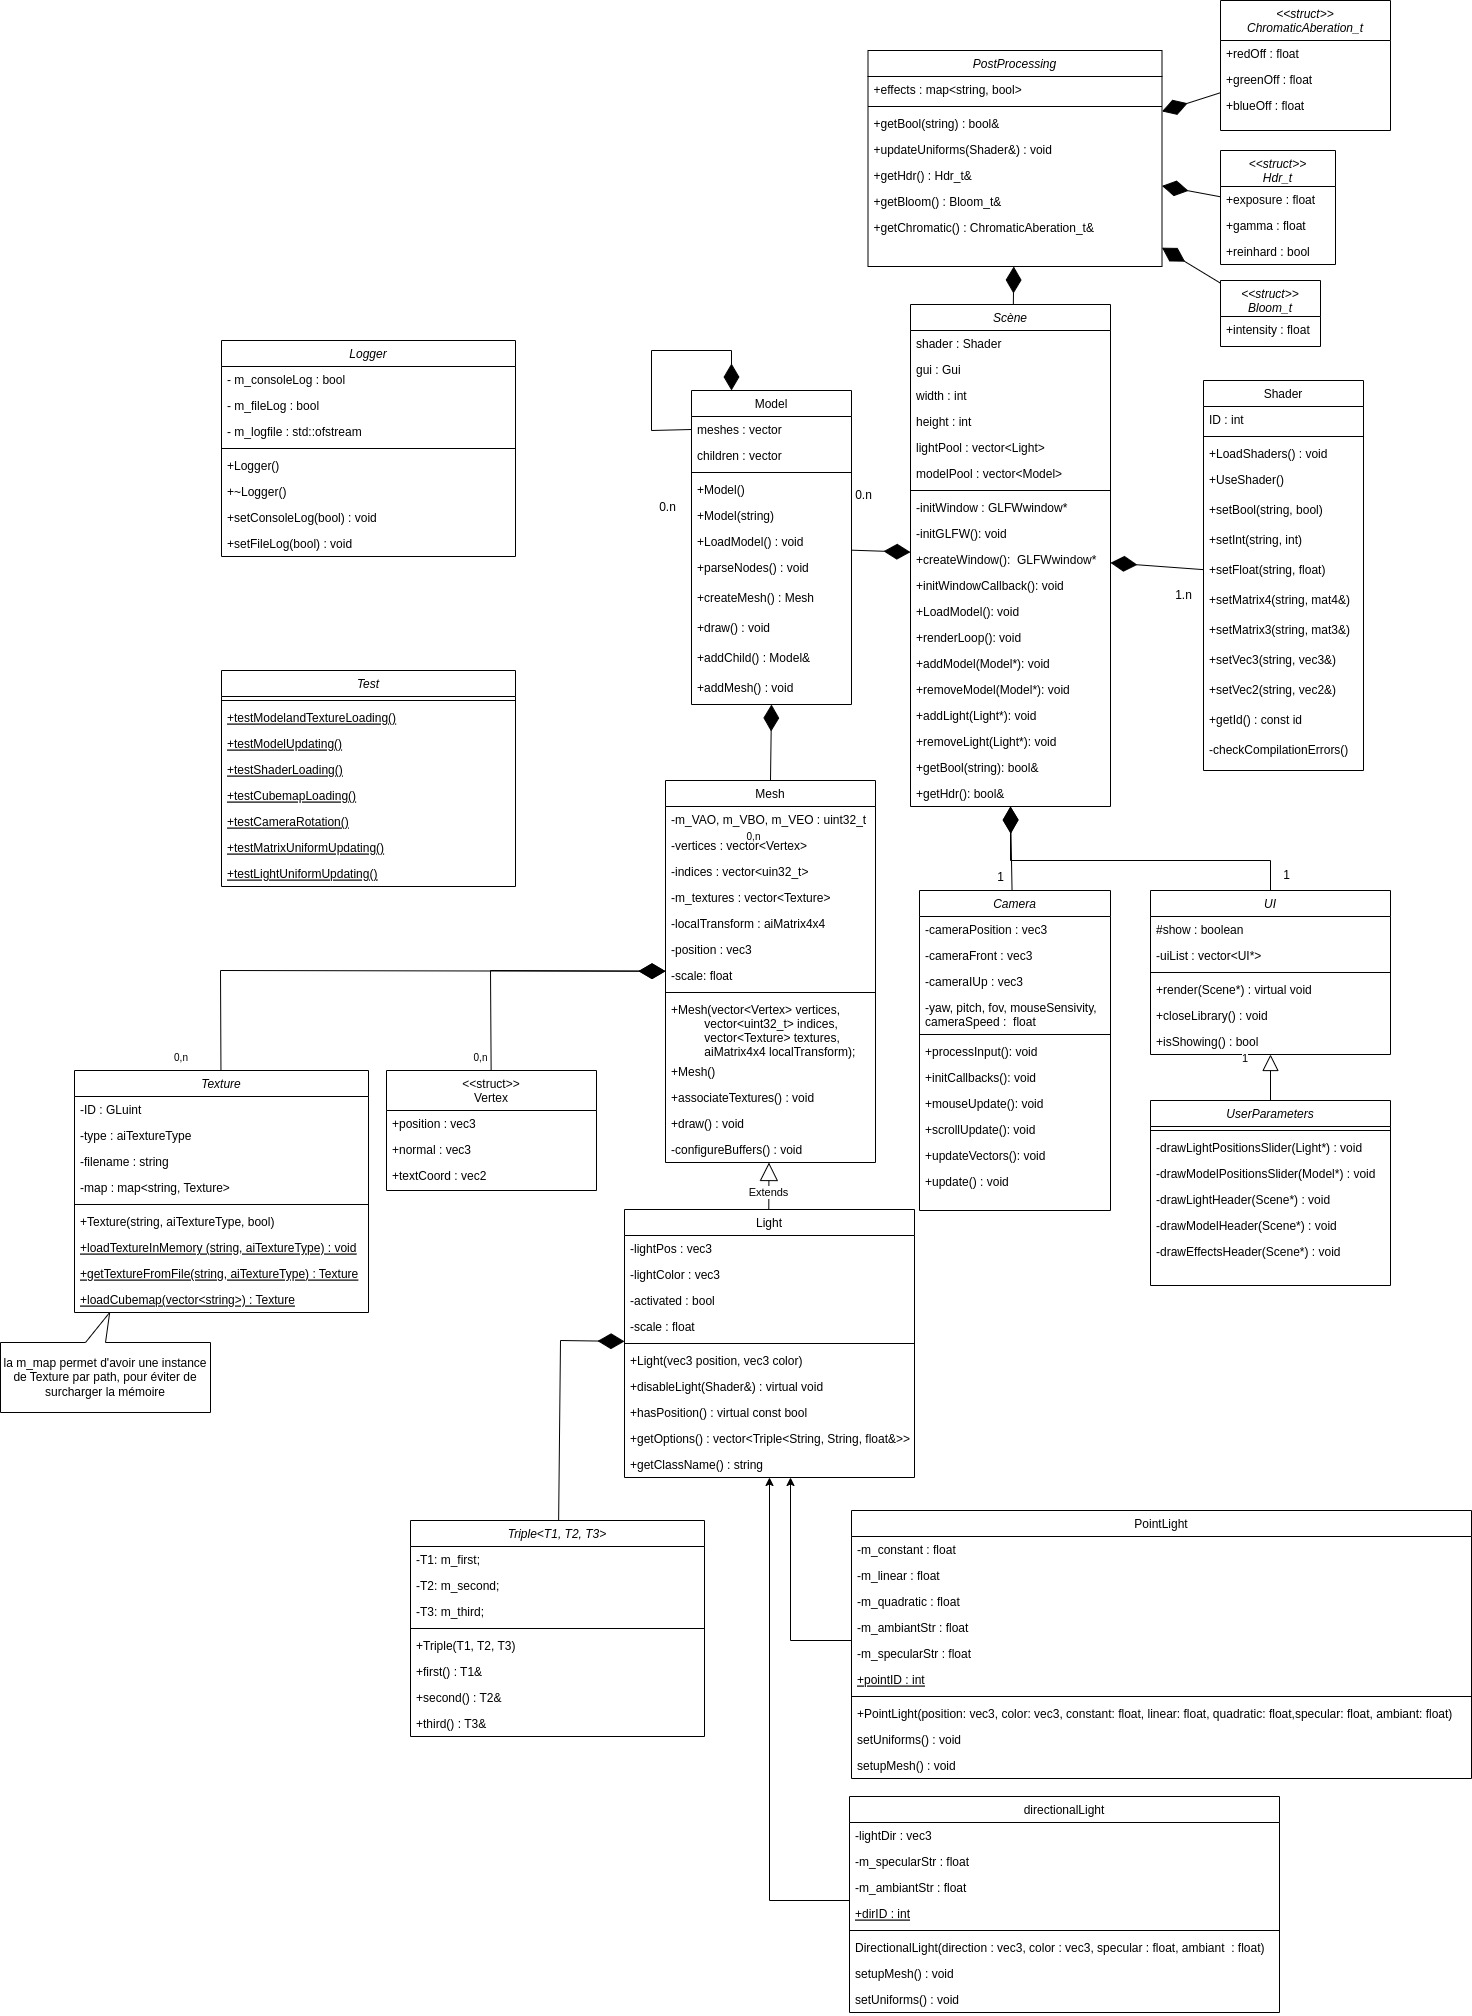 <<struct>>
ChromaticAberation_t
+redOff : float
+greenOff : float
+blueOff : float
PostProcessing
+effects : map<string, bool>
+getBool(string) : bool&
+updateUniforms(Shader&) : void
+getHdr() : Hdr_t&
+getBloom() : Bloom_t&
+getChromatic() : ChromaticAberation_t&
<<struct>>
Hdr_t
+exposure : float
+gamma : float
+reinhard : bool
<<struct>>
Bloom_t
+intensity : float
Scène
shader : Shader
gui : Gui
width : int
height : int
lightPool : vector<Light>
modelPool : vector<Model>
-initWindow : GLFWwindow*
-initGLFW(): void
+createWindow():  GLFWwindow*
+initWindowCallback(): void
+LoadModel(): void
+renderLoop(): void
+addModel(Model*): void
+removeModel(Model*): void
+addLight(Light*): void
+removeLight(Light*): void
+getBool(string): bool&
+getHdr(): bool&
Logger
- m_consoleLog : bool
- m_fileLog : bool
- m_logfile : std::ofstream
+Logger()
+~Logger()
+setConsoleLog(bool) : void
+setFileLog(bool) : void
Model
meshes : vector
children : vector
+Model()
+Model(string)
+LoadModel() : void
+parseNodes() : void
+createMesh() : Mesh
+draw() : void
+addChild() : Model&
+addMesh() : void
0.n
0.n
Shader
ID : int
+LoadShaders() : void
+UseShader()
+setBool(string, bool)
+setInt(string, int)
+setFloat(string, float)
+setMatrix4(string, mat4&)
+setMatrix3(string, mat3&)
+setVec3(string, vec3&)
+setVec2(string, vec2&)
+getId() : const id
-checkCompilationErrors()
1.n
Test
+testModelandTextureLoading()
+testModelUpdating()
+testShaderLoading()
+testCubemapLoading()
+testCameraRotation()
+testMatrixUniformUpdating()
+testLightUniformUpdating()
Mesh
-m_VAO, m_VBO, m_VEO : uint32_t
0,n
-vertices : vector<Vertex>
-indices : vector<uin32_t>
-m_textures : vector<Texture>
-localTransform : aiMatrix4x4
-position : vec3
-scale: float
+Mesh(vector<Vertex> vertices,
vector<uint32_t> indices,
vector<Texture> textures,
aiMatrix4x4 localTransform);
+Mesh()
+associateTextures() : void
+draw() : void
-configureBuffers() : void
1
Camera
-cameraPosition : vec3
-cameraFront : vec3
-cameralUp : vec3
-yaw, pitch, fov, mouseSensivity,
cameraSpeed :  float
+processInput(): void
+initCallbacks(): void
+mouseUpdate(): void
+scrollUpdate(): void
+updateVectors(): void
+update() : void
1
UI
#show : boolean
-uiList : vector<UI*>
+render(Scene*) : virtual void
+closeLibrary() : void
+isShowing() : bool
1
UserParameters
-drawLightPositionsSlider(Light*) : void
-drawModelPositionsSlider(Model*) : void
-drawLightHeader(Scene*) : void
-drawModelHeader(Scene*) : void
-drawEffectsHeader(Scene*) : void
0,n
Texture
-ID : GLuint
-type : aiTextureType
-filename : string
-map : map<string, Texture>
+Texture(string, aiTextureType, bool)
+loadTextureInMemory (string, aiTextureType) : void
+getTextureFromFile(string, aiTextureType) : Texture
+loadCubemap(vector<string>) : Texture
la m_map permet d'avoir une instance
de Texture par path, pour éviter de
surcharger la mémoire
0,n
<<struct>>
Vertex
+position : vec3
+normal : vec3
+textCoord : vec2
Extends
Light
-lightPos : vec3
-lightColor : vec3
-activated : bool
-scale : float
+Light(vec3 position, vec3 color)
+disableLight(Shader&) : virtual void
+hasPosition() : virtual const bool
+getOptions() : vector<Triple<String, String, float&>>
+getClassName() : string
Triple<T1, T2, T3>
-T1: m_first;
-T2: m_second;
-T3: m_third;
+Triple(T1, T2, T3)
+first() : T1&
+second() : T2&
+third() : T3&
PointLight
-m_constant : float
-m_linear : float
-m_quadratic : float
-m_ambiantStr : float
-m_specularStr : float
+pointID : int
+PointLight(position: vec3, color: vec3, constant: float, linear: float, quadratic: float,specular: float, ambiant: float)
setUniforms() : void
setupMesh() : void
directionalLight
-lightDir : vec3
-m_specularStr : float
-m_ambiantStr : float
+dirID : int
DirectionalLight(direction : vec3, color : vec3, specular : float, ambiant  : float)
setupMesh() : void
setUniforms() : void